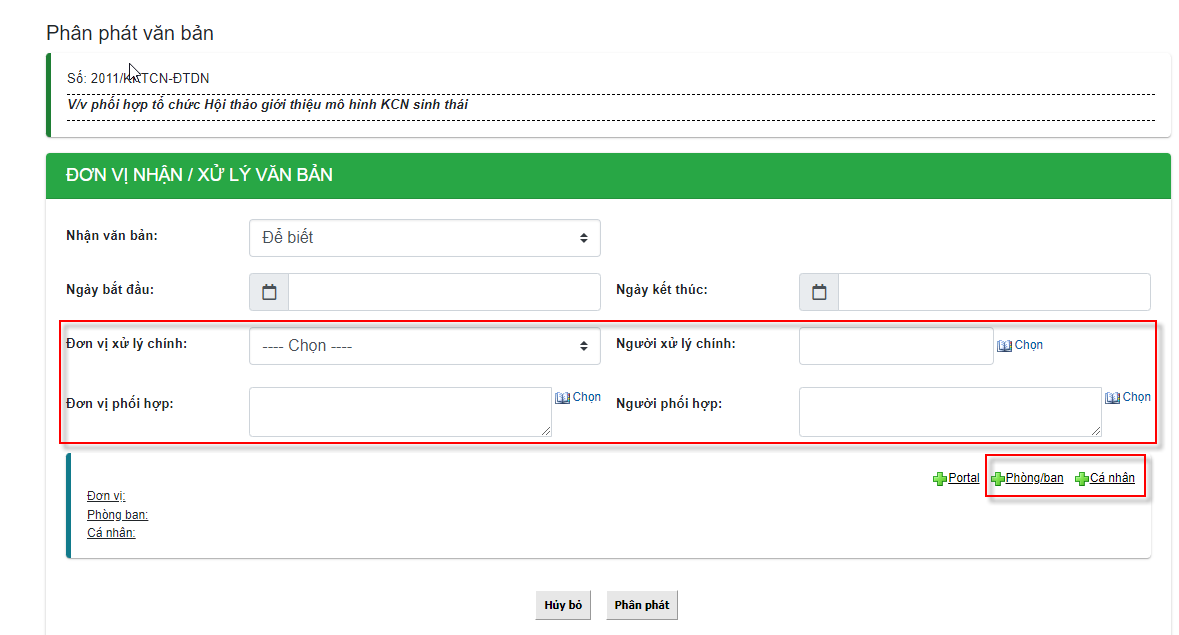 Phân phát văn bản
Số: 2011/KKTCN-ĐTDN
V/v phối hợp tổ chức Hội thảo giới thiệu mô hình KCN sinh thái
ĐƠN VỊ NHẬN / XỬ LÝ VĂN BẢN
Nhận văn bản: Để biết
Ngày bắt đầu: Ngày kết thúc:
Đơn vị xử lý chính: ---- Chọn ---- Người xử lý chính: Chọn
Đơn vị phối hợp: Chọn Người phối hợp: Chọn
Portal Phòng/ban Cá nhân
Đơn vị:
Phòng ban:
Cá nhân:
Hủy bỏ Phân phát